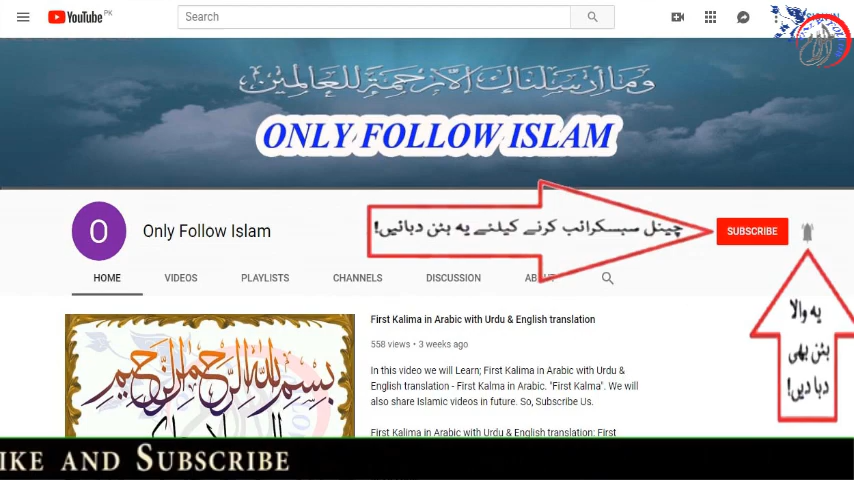 YouTube PK
Search
SIGN IN
وما أرسلناك إلا رحمة للعالمين
ONLY FOLLOW ISLAM
O
Only Follow Islam
چینل سبسکرائب کرنے کیلئے یہ بٹن دبائیں!
SUBSCRIBE
HOME VIDEOS PLAYLISTS CHANNELS DISCUSSION
یہ والا
بٹن بھی
دبا دیں!
First Kalima in Arabic with Urdu & English translation
558 views • 3 weeks ago
In this video we will Learn; First Kalima in Arabic with Urdu &
English translation - First Kalma in Arabic. "First Kalma". We will
also share Islamic videos in future. So, Subscribe Us.
First Kalima in Arabic with Urdu & English translation: First
بسم الله الرحمن الرحيم
IKE AND SUBSCRIBE